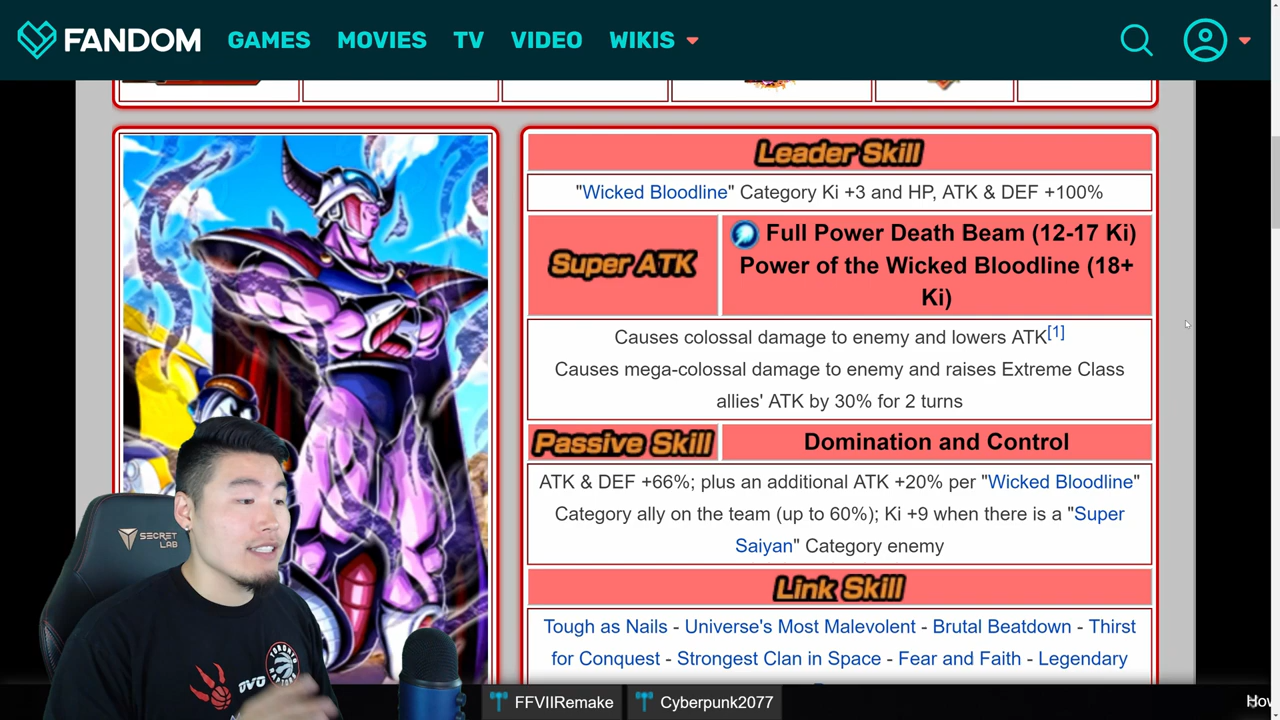 FANDOM GAMES MOVIES TV VIDEO WIKIS
Leader Skill
"Wicked Bloodline" Category Ki +3 and HP, ATK & DEF +100%
Super ATK
Full Power Death Beam (12-17 Ki)
Power of the Wicked Bloodline (18+
Ki)
Causes colossal damage to enemy and lowers ATK[1]
Causes mega-colossal damage to enemy and raises Extreme Class
allies' ATK by 30% for 2 turns
Passive Skill
Domination and Control
ATK & DEF +66%; plus an additional ATK +20% per "Wicked Bloodline"
Category ally on the team (up to 60%); Ki +9 when there is a "Super
Saiyan" Category enemy
Link Skill
Tough as Nails - Universe's Most Malevolent - Brutal Beatdown - Thirst
for Conquest - Strongest Clan in Space - Fear and Faith - Legendary
SECRET
LAB
OVO
FFVIIRemake
Cyberpunk2077